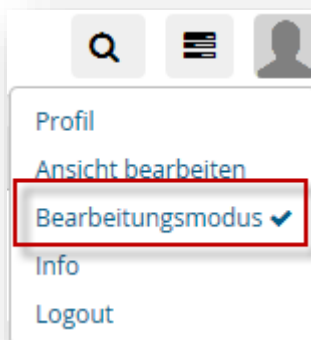 Profil
Ansicht bearbeiten
Bearbeitungsmodus ✔
Info
Logout